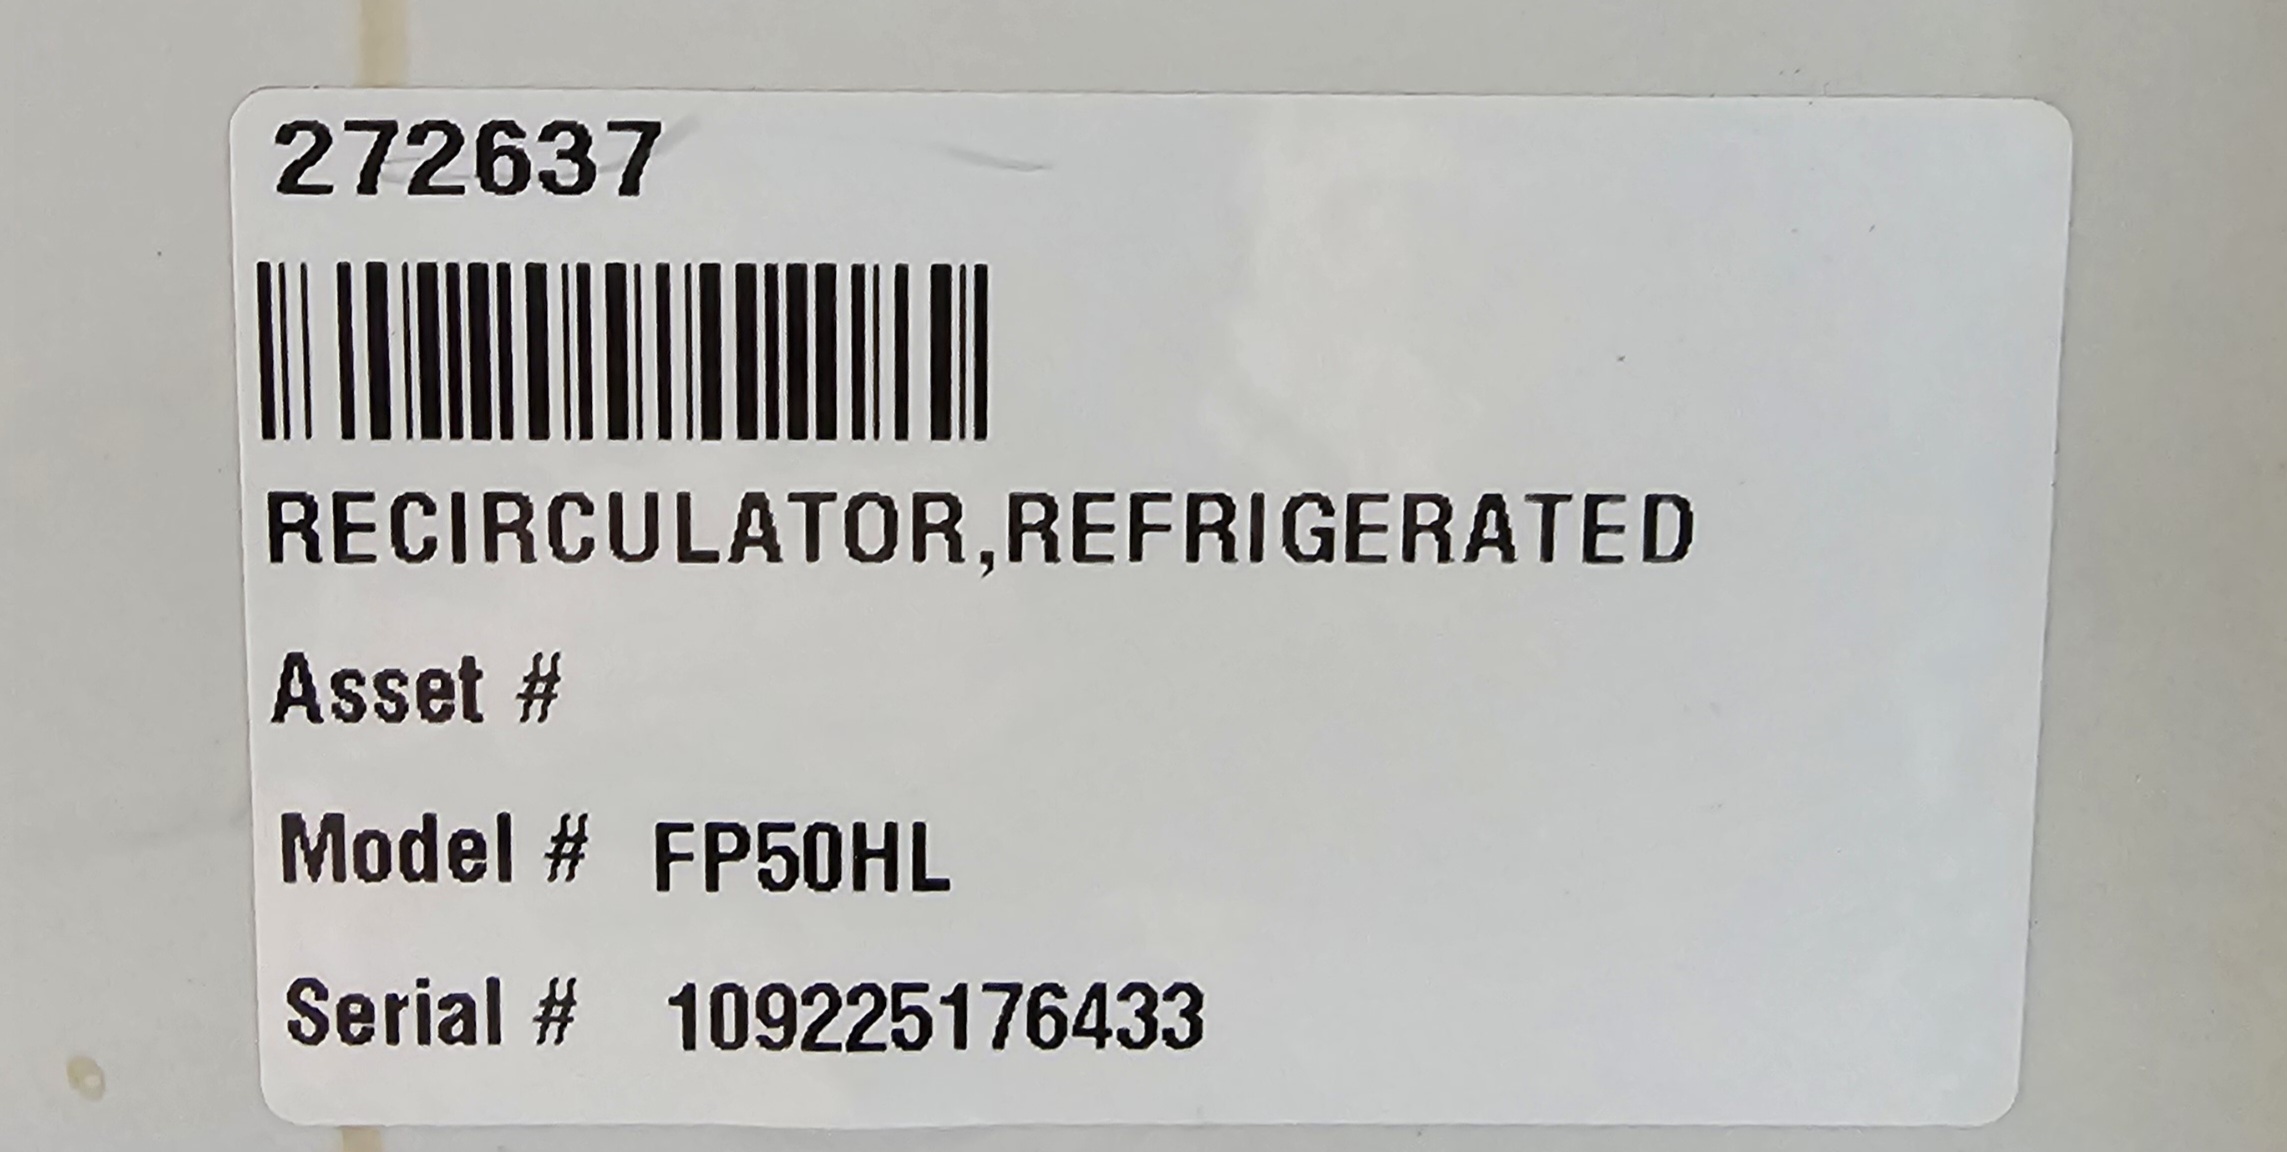 272637
RECIRCULATOR,REFRIGERATED
Asset #
Model # FP50HL
Serial # 109225176433